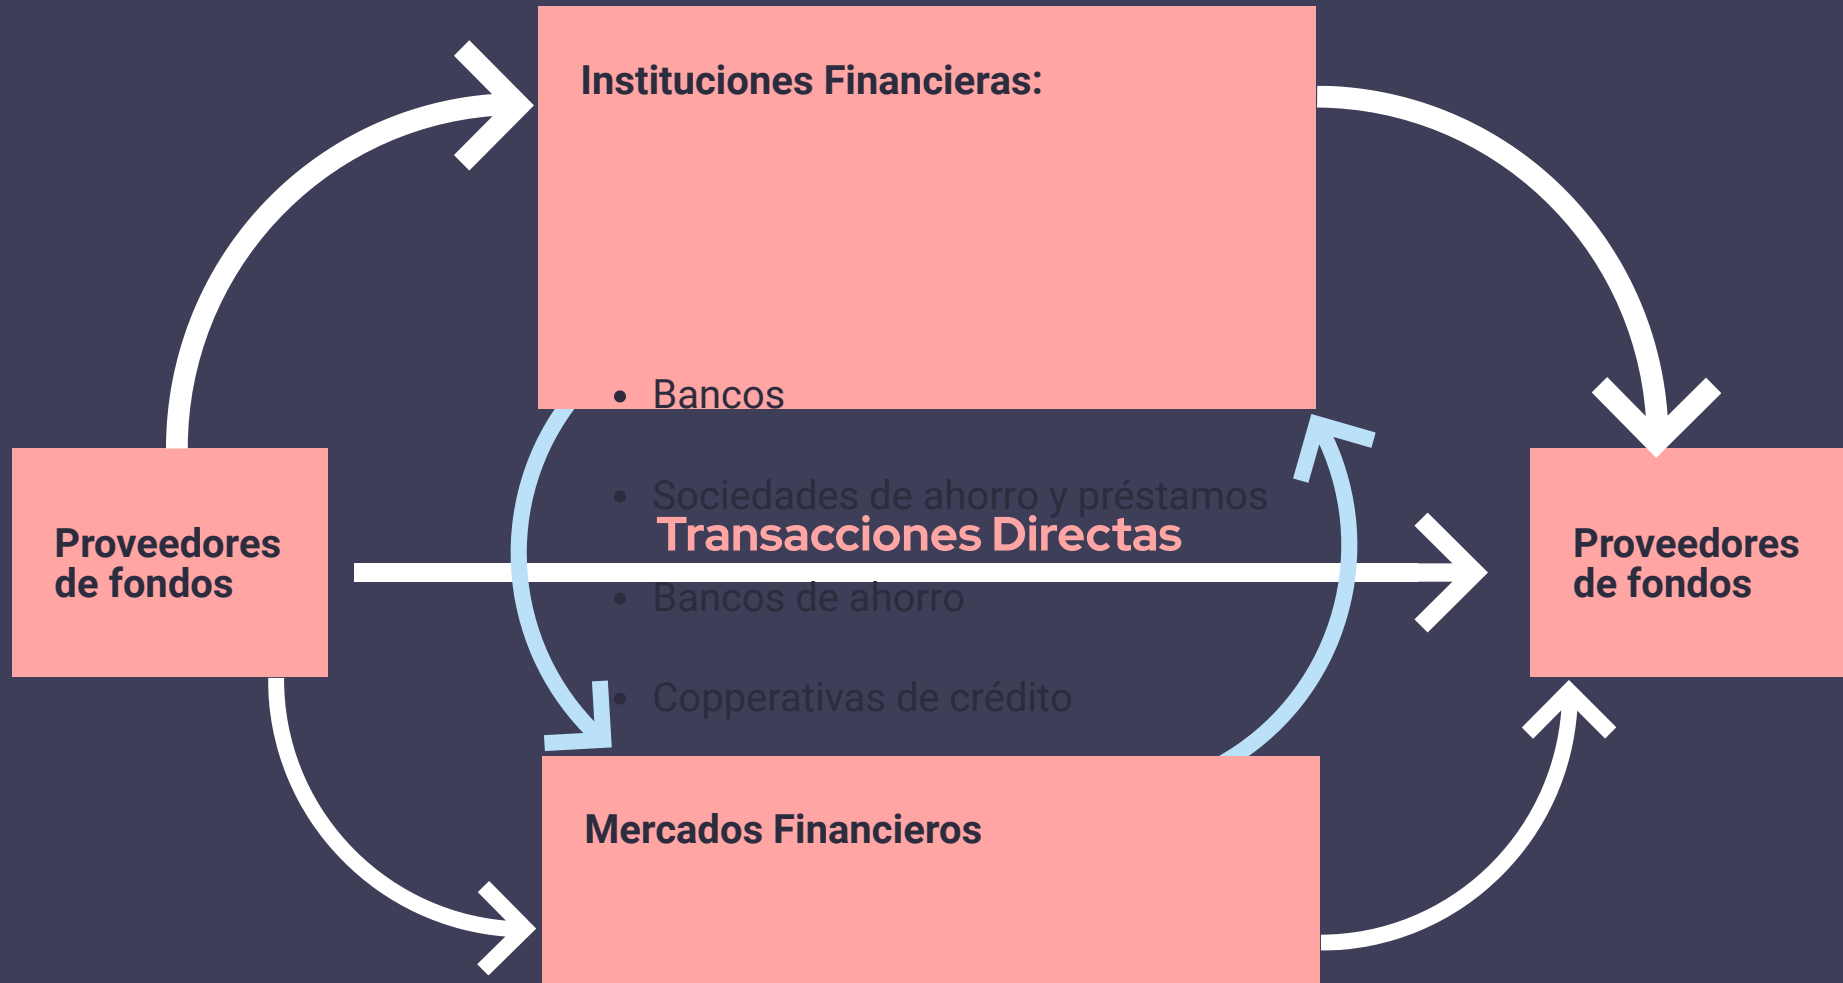 Instituciones Financieras:
• Bancos
• Sociedades de ahorro y préstamos
Transacciones Directas
Proveedores
de fondos
Proveedores
de fondos
• Bancos de ahorro
• Copperativas de crédito
Mercados Financieros